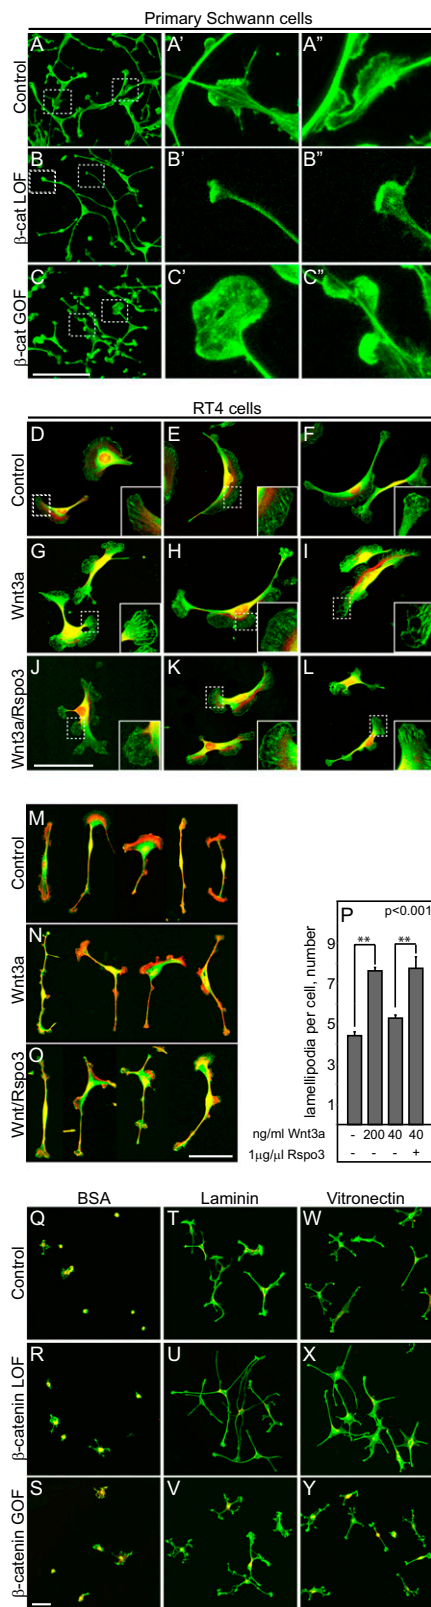 Primary Schwann cells
Control
A
A'
A"
β-cat LOF
B
B'
B"
β-cat GOF
C
C'
C"
RT4 cells
Control
D
E
F
Wnt3a
G
H
I
Wnt3a/Rspo3
J
K
L
Control
M
Wnt3a
N
Wnt/Rspo3
O
P
p<0.001
lamellipodia per cell, number
9
7
5
3
1
** **
ng/ml Wnt3a - 200 40 40
1μg/μl Rspo3 - - - +
BSA
Laminin
Vitronectin
Control
Q
T
W
β-catenin LOF
R
U
X
β-catenin GOF
S
V
Y